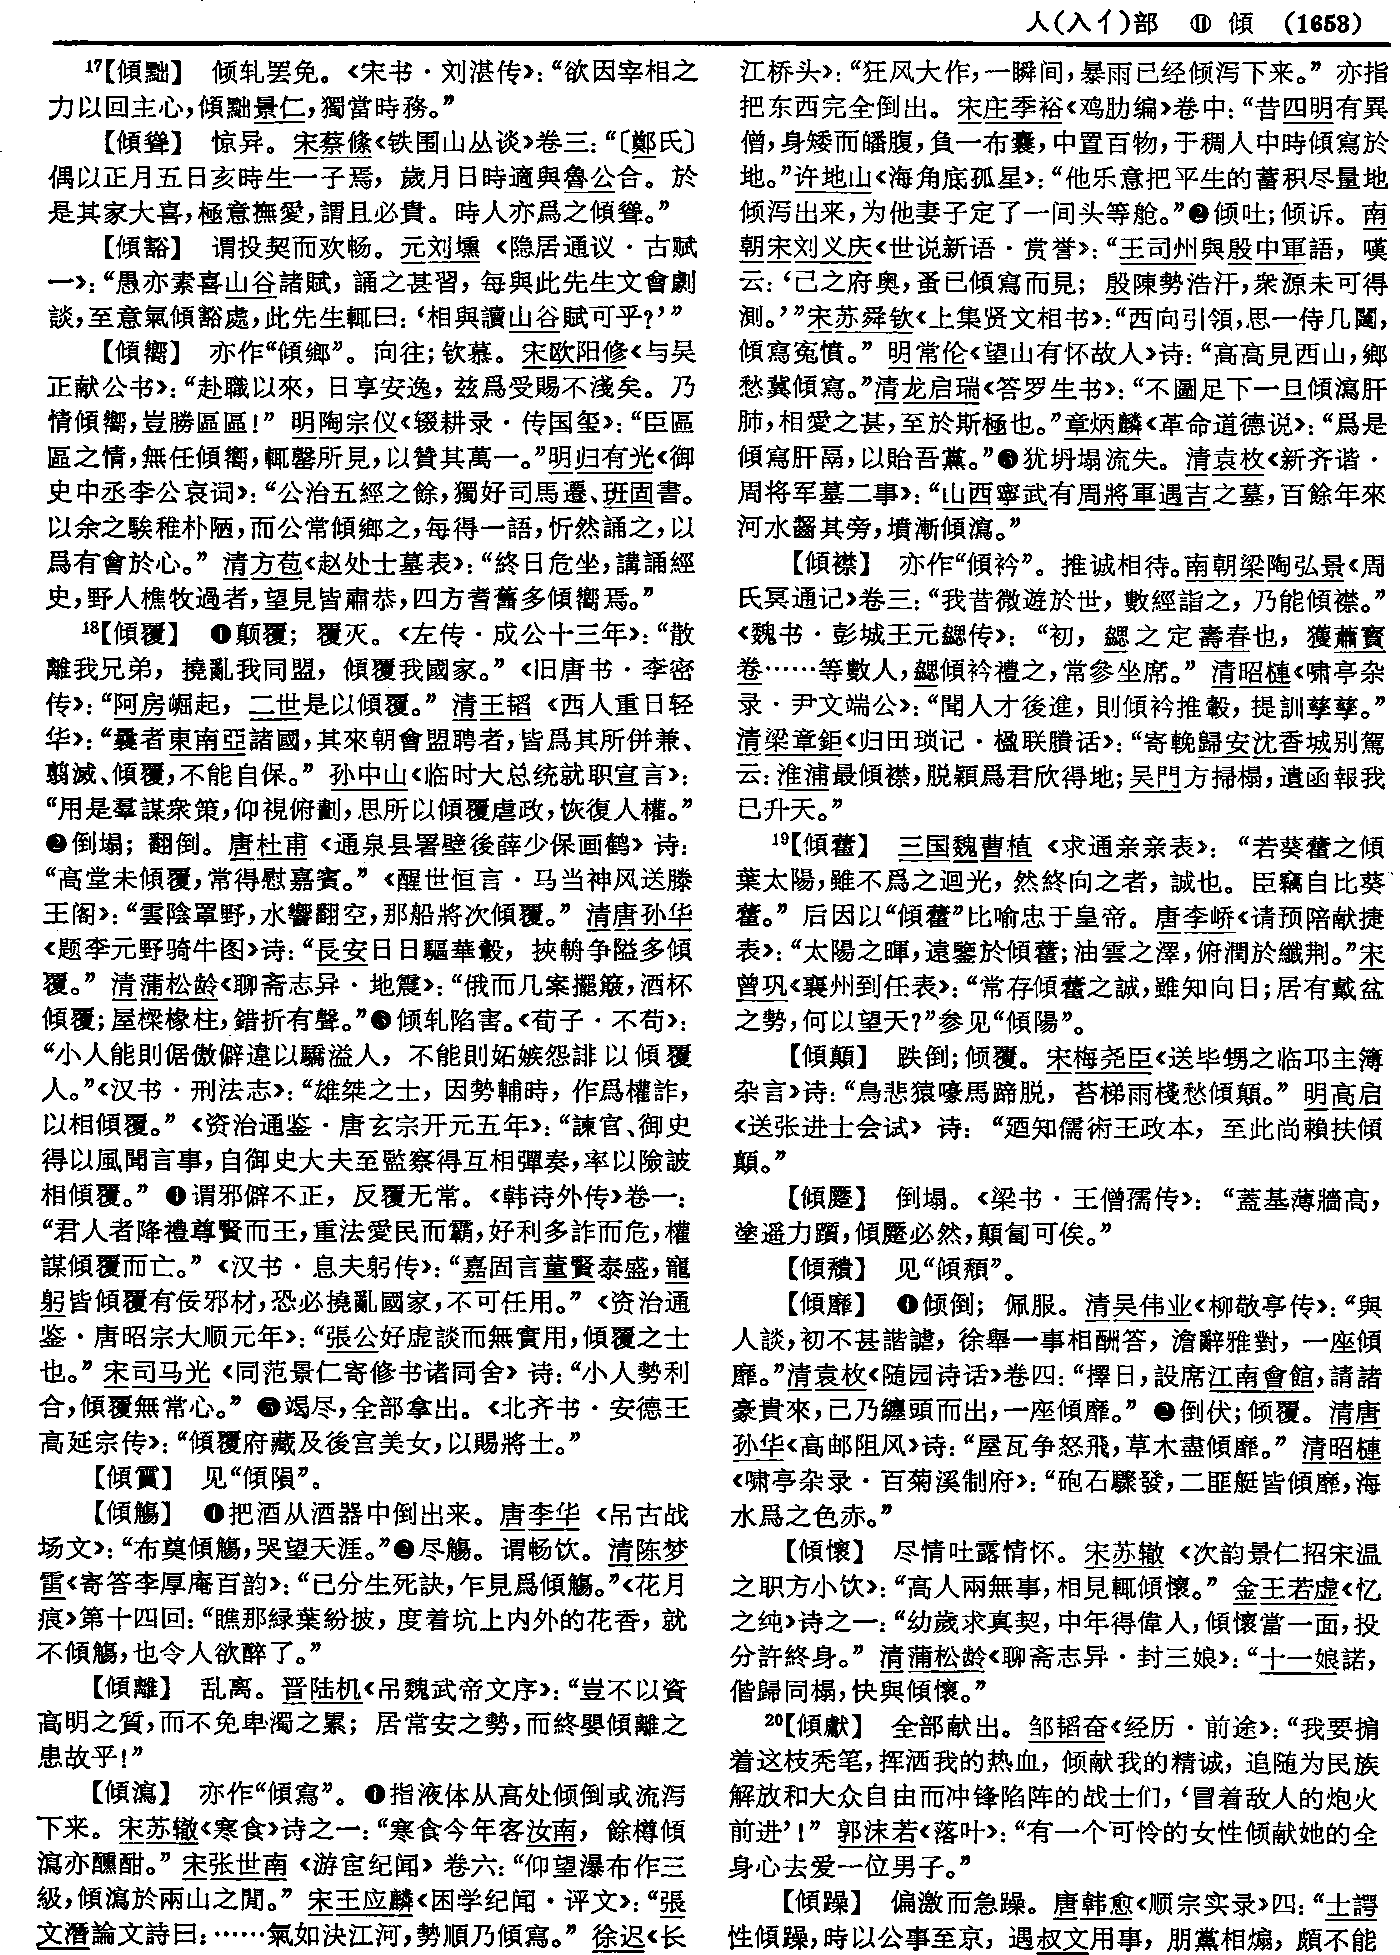 人(入亻)部　⑪　傾　(1653)
17【傾黜】　倾轧罢免。《宋书·刘湛传》：“欲因宰相之
力以回主心，傾黜景仁，獨當時務。”
【傾聳】　惊异。宋蔡絛《铁围山丛谈》卷三：“〔鄭氏〕
偶以正月五日亥時生一子焉，歲月日時適與魯公合。於
是其家大喜，極意撫愛，謂且必貴。時人亦爲之傾聳。”
【傾豁】　谓投契而欢畅。元刘壎《隐居通议·古赋
一》：“愚亦素喜山谷諸賦，誦之甚習，每與此先生文會劇
談，至意氣傾豁處，此先生輒曰：‘相與讀山谷賦可乎？’”
【傾嚮】　亦作“傾鄉”。向往；钦慕。宋欧阳修《与吴
正献公书》：“赴職以來，日享安逸，兹爲受賜不淺矣。乃
情傾嚮，豈勝區區！”　明陶宗仪《辍耕录·传国玺》：“臣區
區之情，無任傾嚮，輒罄所見，以贊其萬一。”明归有光《御
史中丞李公哀词》：“公治五經之餘，獨好司馬遷、班固書。
以余之騃稚朴陋，而公常傾鄉之，每得一語，忻然誦之，以
爲有會於心。”　清方苞《赵处士墓表》：“終日危坐，講誦經
史，野人樵牧過者，望見皆肅恭，四方耆舊多傾嚮焉。”
18【傾覆】　❶颠覆；覆灭。《左传·成公十三年》：“散
離我兄弟，撓亂我同盟，傾覆我國家。”《旧唐书·李密
传》：“阿房崛起，二世是以傾覆。”　清王韬《西人重日轻
华》：“曩者東南亞諸國，其來朝會盟聘者，皆爲其所併兼、
翦滅、傾覆，不能自保。”　孙中山《临时大总统就职宣言》：
“用是羣謀衆策，仰視俯劃，思所以傾覆虐政，恢復人權。”
❷倒塌；翻倒。唐杜甫《通泉县署壁後薛少保画鹤》诗：
“高堂未傾覆，常得慰嘉賓。”《醒世恒言·马当神风送滕
王阁》：“雲陰罩野，水響翻空，那船將次傾覆。”　清唐孙华
《题李元野骑牛图》诗：“長安日日驅華轂，挾輈争隘多傾
覆。”　清蒲松龄《聊斋志异·地震》：“俄而几案擺簸，酒杯
傾覆；屋樑椽柱，錯折有聲。”❸倾轧陷害。《荀子·不苟》：
“小人能則倨傲僻違以驕溢人，不能則妬嫉怨誹以傾覆
人。”《汉书·刑法志》：“雄桀之士，因勢輔時，作爲權詐，
以相傾覆。”《资治通鉴·唐玄宗开元五年》：“諫官、御史
得以風聞言事，自御史大夫至監察得互相彈奏，率以險詖
相傾覆。”　❹谓邪僻不正，反覆无常。《韩诗外传》卷一：
“君人者降禮尊賢而王，重法愛民而霸，好利多詐而危，權
謀傾覆而亡。”《汉书·息夫躬传》：“嘉固言董賢泰盛，寵、
躬皆傾覆有佞邪材，恐必撓亂國家，不可任用。”《资治通
鉴·唐昭宗大顺元年》：“張公好虛談而無實用，傾覆之士
也。”宋司马光《同范景仁寄修书诸同舍》诗：“小人勢利
合，傾覆無常心。”　❺竭尽，全部拿出。《北齐书·安德王
高延宗传》：“傾覆府藏及後宫美女，以賜將士。”
【傾霣】　见“傾隕”。
【傾觴】　❶把酒从酒器中倒出来。唐李华《吊古战
场文》：“布奠傾觴，哭望天涯。”❷尽觞。谓畅饮。清陈梦
雷《寄答李厚庵百韵》：“已分生死訣，乍見爲傾觴。”《花月
痕》第十四回：“瞧那緑葉紛披，度着坑上内外的花香，就
不傾觴，也令人欲醉了。”
【傾離】　乱离。晋陆机《吊魏武帝文序》：“豈不以資
高明之質，而不免卑濁之累；居常安之勢，而終嬰傾離之
患故乎！”
【傾瀉】　亦作“傾寫”。❶指液体从高处倾倒或流泻
下来。宋苏辙《寒食》诗之一：“寒食今年客汝南，餘樽傾
瀉亦醺酣。”宋张世南《游宦纪闻》卷六：“仰望瀑布作三
級，傾瀉於兩山之閒。”　宋王应麟《困学纪闻·评文》：“張
文潛論文詩曰：……氣如決江河，勢順乃傾寫。”　徐迟《长
江桥头》：“狂风大作，一瞬间，暴雨已经倾泻下来。”亦指
把东西完全倒出。宋庄季裕《鸡肋编》卷中：“昔四明有異
僧，身矮而皤腹，負一布囊，中置百物，于稠人中時傾寫於
地。”许地山《海角底孤星》：“他乐意把平生的蓄积尽量地
倾泻出来，为他妻子定了一间头等舱。”❷倾吐；倾诉。南
朝宋刘义庆《世说新语·赏誉》：“王司州與殷中軍語，嘆
云：‘己之府奥，蚤已傾寫而見；殷陳勢浩汗，衆源未可得
測。’”宋苏舜钦《上集贤文相书》：“西向引領，思一侍几闥，
傾寫寃憤。”　明常伦《望山有怀故人》诗：“高高見西山，鄉
愁冀傾寫。”清龙启瑞《答罗生书》：“不圖足下一旦傾瀉肝
肺，相愛之甚，至於斯極也。”章炳麟《革命道德说》：“爲是
傾寫肝鬲，以貽吾黨。”❸犹坍塌流失。清袁枚《新齐谐·
周将军墓二事》：“山西寧武有周將軍遇吉之墓，百餘年來
河水齧其旁，墳漸傾瀉。”
【傾襟】　亦作“傾衿”。推诚相待。南朝梁陶弘景《周
氏冥通记》卷三：“我昔微遊於世，數經詣之，乃能傾襟。”
《魏书·彭城王元勰传》：“初，勰之定壽春也，獲蕭寳
卷……等數人，勰傾衿禮之，常參坐席。”　清昭梿《啸亭杂
录·尹文端公》：“聞人才後進，則傾衿推轂，提訓孳孳。”
清梁章鉅《归田琐记·楹联賸话》：“寄輓歸安沈香城别駕
云：淮浦最傾襟，脱穎爲君欣得地；吴門方掃榻，遺函報我
已升天。”
19【傾藿】　三国魏曹植《求通亲亲表》：“若葵藿之傾
葉太陽，雖不爲之迴光，然終向之者，誠也。臣竊自比葵
藿。”　后因以“傾藿”比喻忠于皇帝。唐李峤《请预陪献捷
表》：“太陽之暉，遠鑒於傾藿；油雲之澤，俯潤於纖荆。”宋
曾巩《襄州到任表》：“常存傾藿之誠，雖知向日；居有戴盆
之勢，何以望天？”参见“傾陽”。
【傾顛】　跌倒；倾覆。宋梅尧臣《送毕甥之临邛主簿
杂言》诗：“鳥悲猿嚎馬蹄脱，苔梯雨棧愁傾顛。”明高启
《送张进士会试》诗：“廼知儒術王政本，至此尚賴扶傾
顛。”
【傾蹷】　倒塌。《梁书·王僧孺传》：“蓋基薄牆高，
塗遥力躓，傾蹷必然，顛匐可俟。”
【傾穨】　见“傾頹”。
【傾靡】　❶倾倒；佩服。清吴伟业《柳敬亭传》：“與
人談，初不甚諧謔，徐舉一事相酬答，澹辭雅對，一座傾
靡。”清袁枚《随园诗话》卷四：“擇日，設席江南會館，請諸
豪貴來，己乃纏頭而出，一座傾靡。”　❷倒伏；倾覆。清唐
孙华《高邮阻风》诗：“屋瓦争怒飛，草木盡傾靡。”　清昭梿
《啸亭杂录·百菊溪制府》：“砲石驟發，二匪艇皆傾靡，海
水爲之色赤。”
【傾懷】　尽情吐露情怀。宋苏辙《次韵景仁招宋温
之职方小饮》：“高人兩無事，相見輒傾懷。”　金王若虚《忆
之纯》诗之一：“幼歲求真契，中年得偉人，傾懷當一面，投
分許終身。”　清蒲松龄《聊斋志异·封三娘》：“十一娘諾，
偕歸同榻，快與傾懷。”
20【傾獻】　全部献出。邹韬奋《经历·前途》：“我要掮
着这枝秃笔，挥洒我的热血，倾献我的精诚，追随为民族
解放和大众自由而冲锋陷阵的战士们，‘冒着敌人的炮火
前进’！”　郭沫若《落叶》：“有一个可怜的女性倾献她的全
身心去爱一位男子。”
【傾躁】　偏激而急躁。唐韩愈《顺宗实录》四：“士諤
性傾躁，時以公事至京，遇叔文用事，朋黨相煽，頗不能